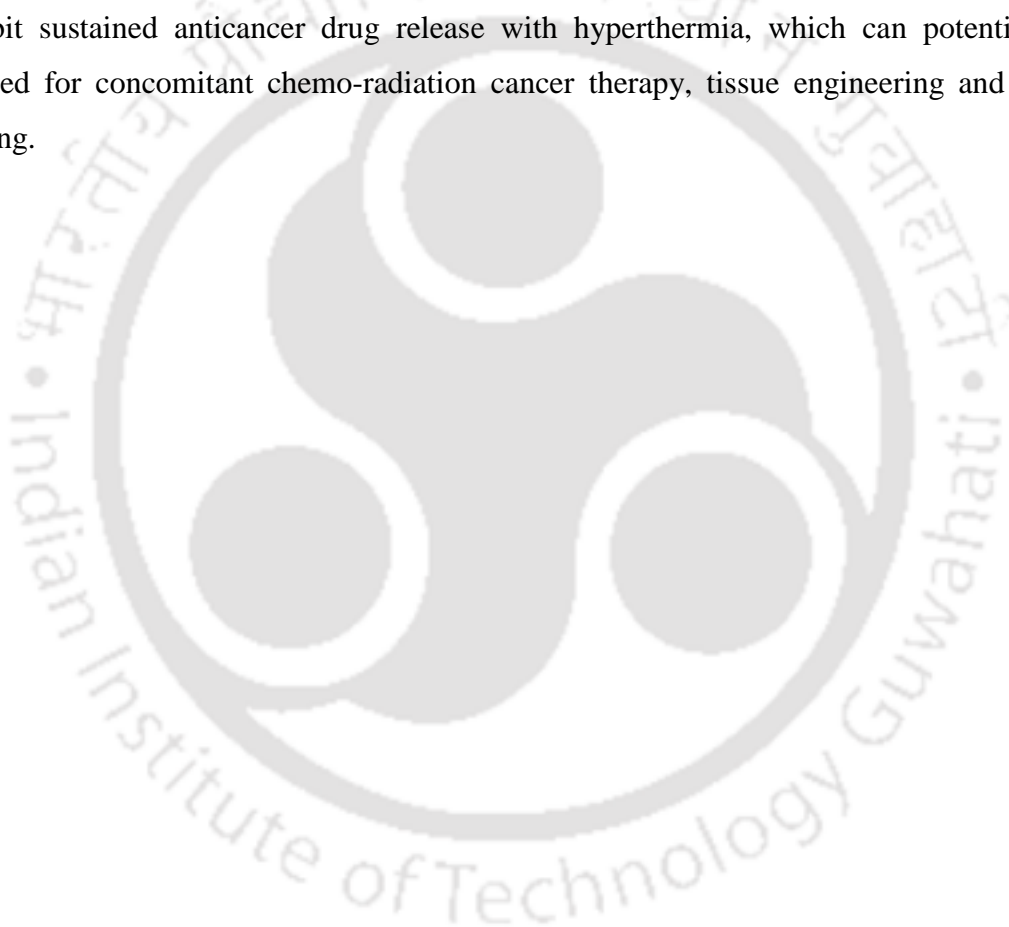 bit sustained anticancer drug release with hyperthermia, which can potenti
ed for concomitant chemo-radiation cancer therapy, tissue engineering and
ng.
भारतीय
गुवाहाटी
• Indian Institute of Technology Guwahati •